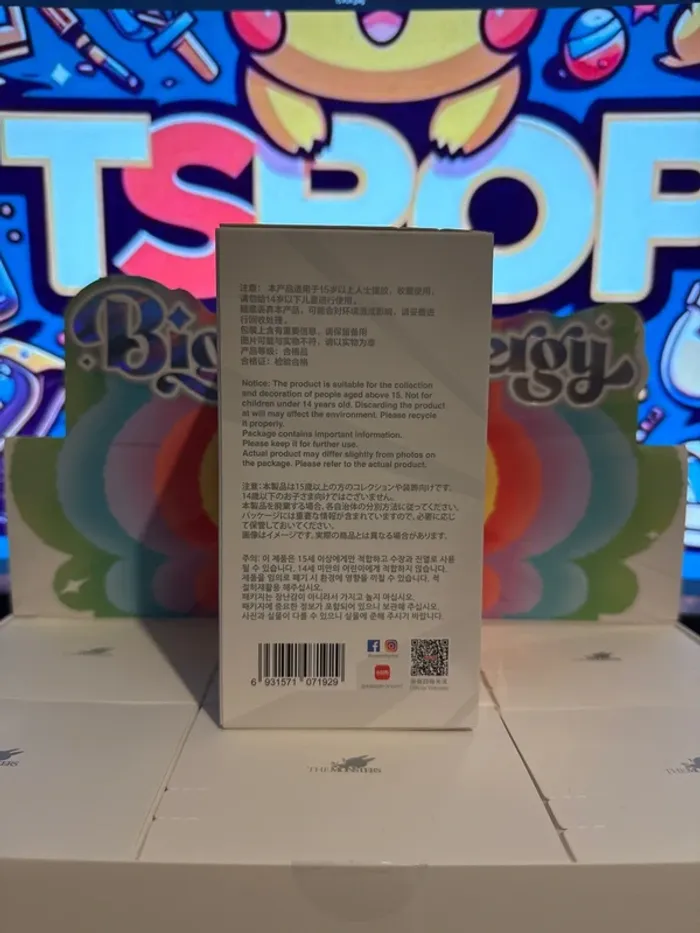 TSPOP
Big
ergy
注意：本产品适用于15岁以上人士摆放、收藏使用，
请勿给14岁以下儿童进行使用。
随意丢弃本产品，可能会对环境造成影响，请妥善进
行回收处理。
包装上含有重要信息，请保留备用
图片可能与实物不符，请以实物为准
产品等级：合格品
合格证：检验合格
Notice: The product is suitable for the collection
and decoration of people aged above 15. Not for
children under 14 years old. Discarding the product
at will may affect the environment. Please recycle
it properly.
Package contains important information.
Please keep it for further use.
Actual product may differ slightly from photos on
the package. Please refer to the actual product.
注意：本製品は15歳以上の方のコレクションや装飾向けです。
14歳以下のお子さま向けではございません。
本製品を廃棄する場合、各自治体の分別方法に従ってください。
パッケージには重要な情報が含まれていますので、必要に応じ
て保管しておいてください。
画像はイメージです。実際の商品とは異なる場合があります。
주의: 이 제품은 15세 이상에게만 적합하고 수장과 진열로 사용
될 수 있습니다. 14세 미만의 어린이에게 적합하지 않습니다.
제품을 임의로 폐기 시 환경에 영향을 끼칠 수 있습니다. 적
절히재활용 해주십시오.
패키지는 장난감이 아니라서 가지고 놀지 마십시오.
패키지에 중요한 정보가 포함되어 있으니 보관해 주십시오.
사진과 실물이 다를 수 있으니 실물에 준해 주시기 바랍니다.
6 931571 071929
THE MONSTERS